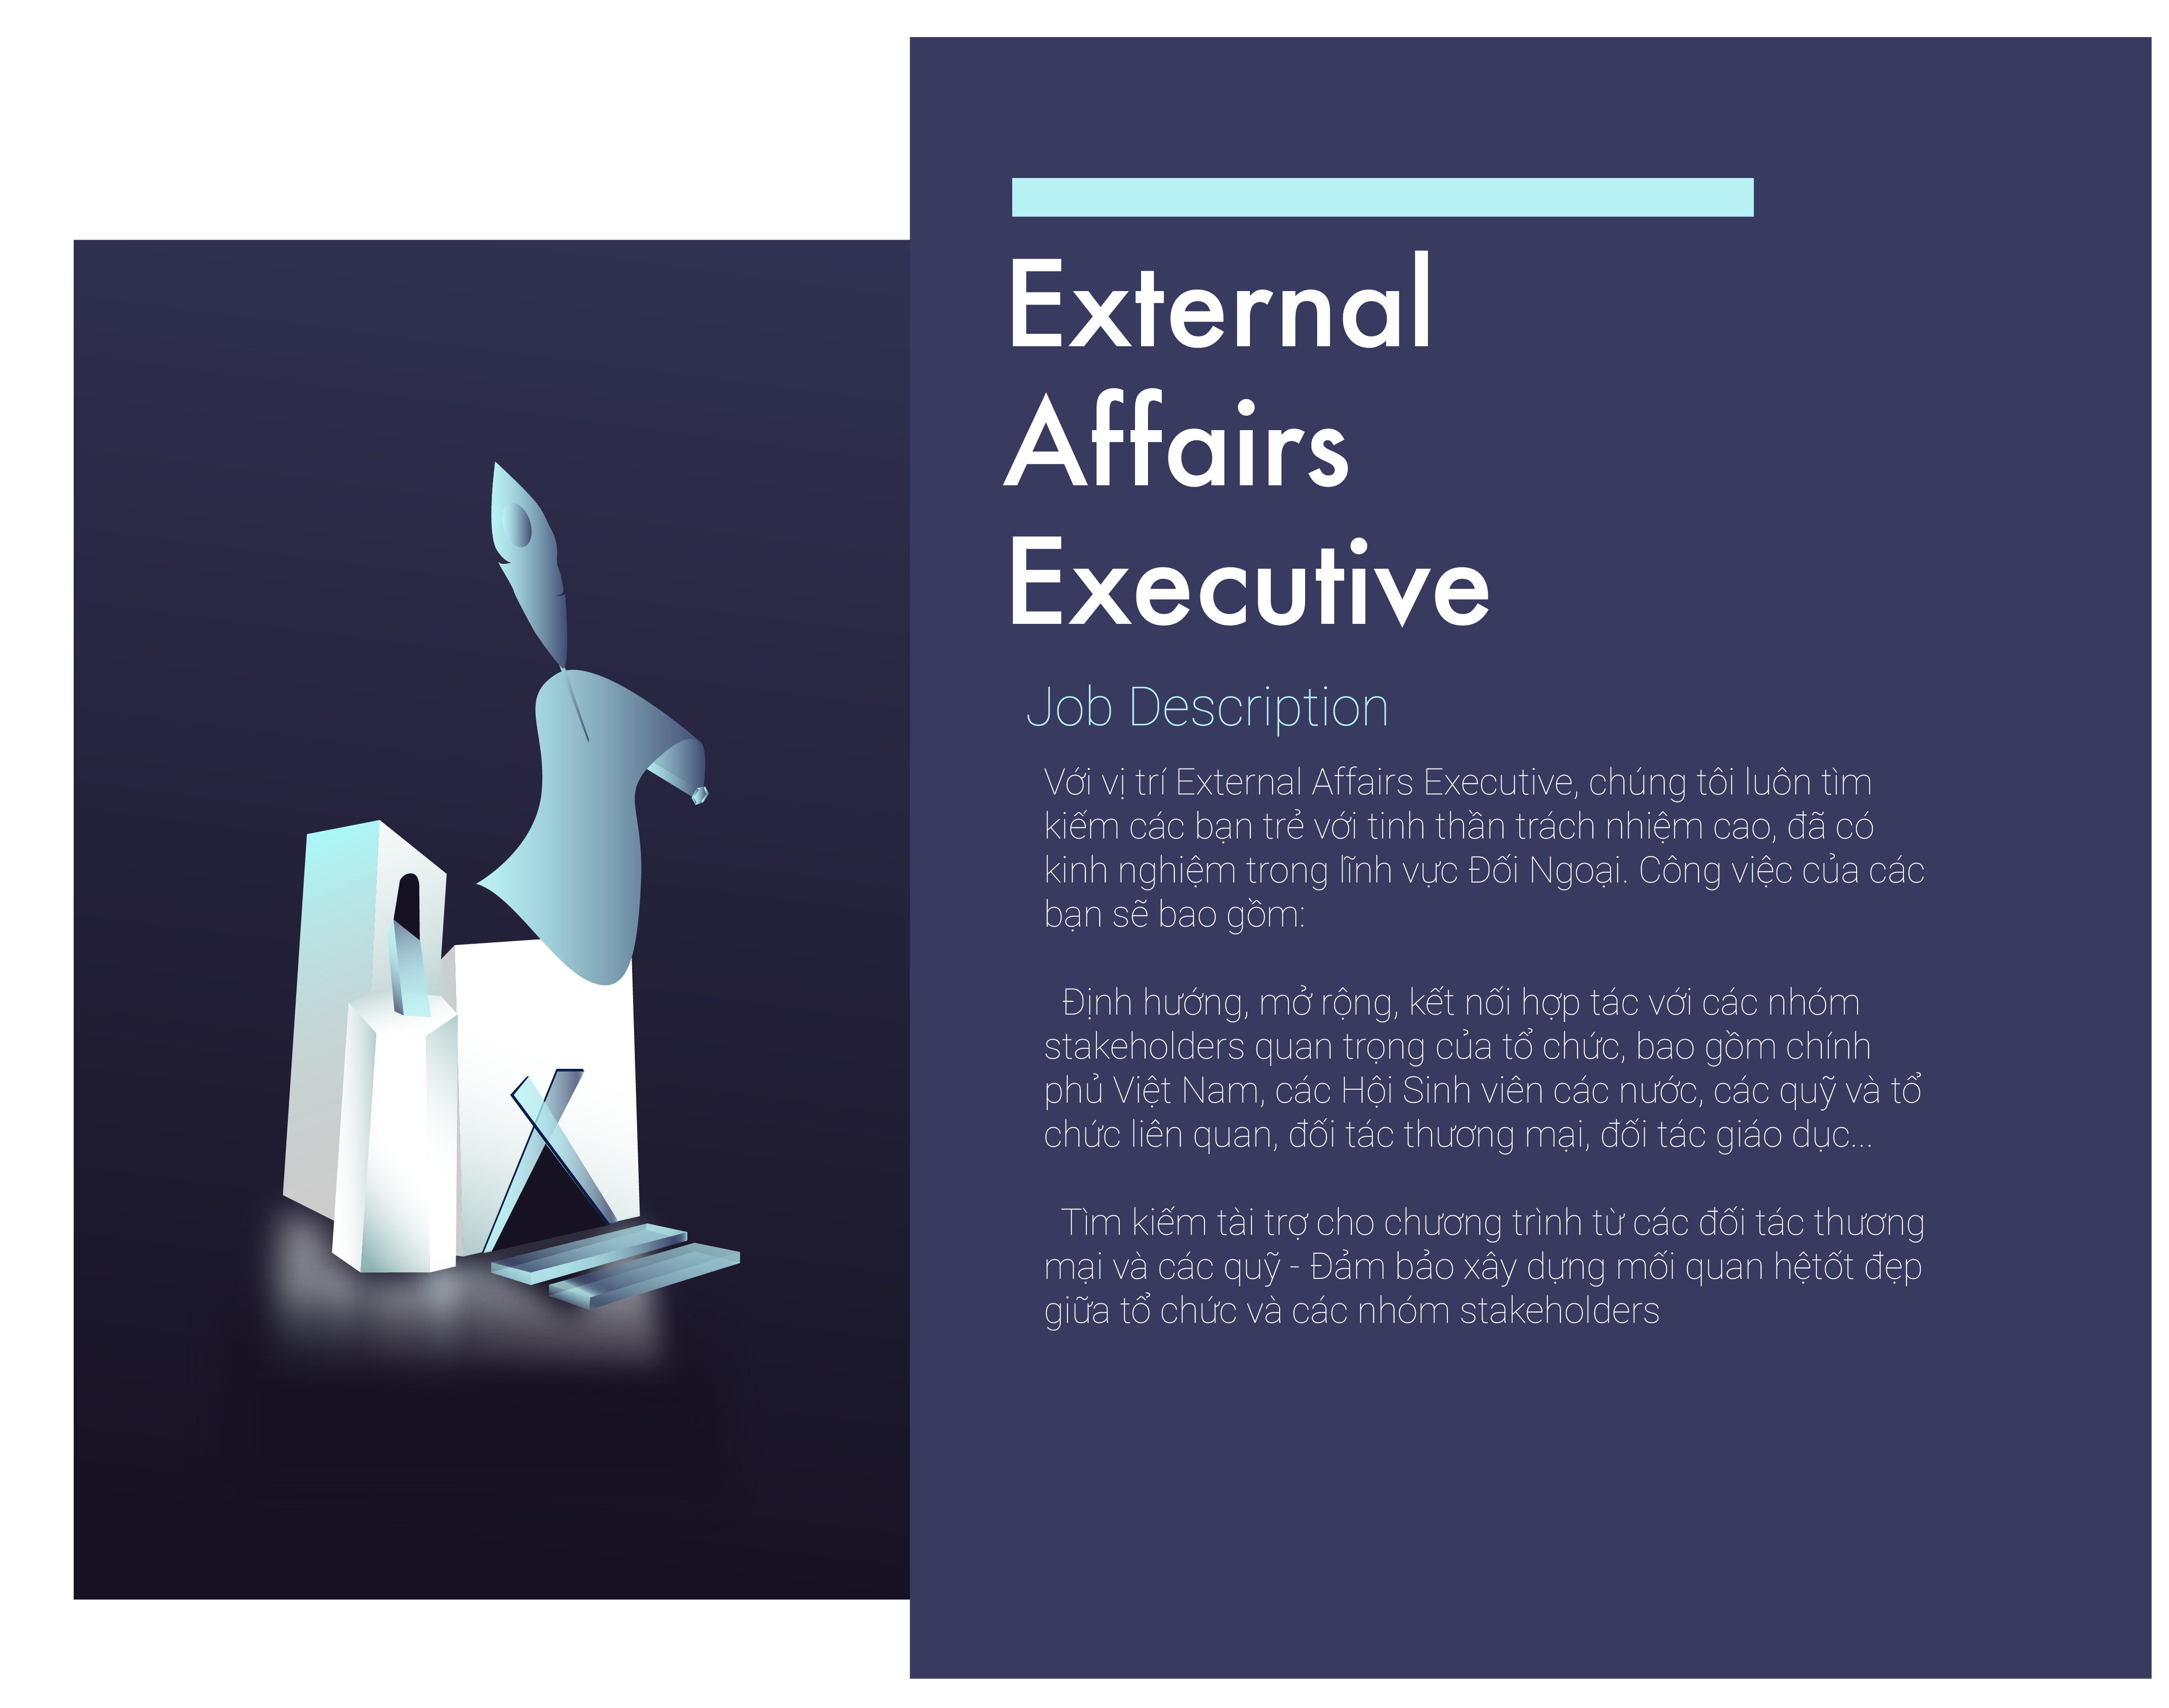 External
Affairs
Executive
Job Description
Với vị trí External Affairs Executive, chúng tôi luôn tìm
kiếm các bạn trẻ với tinh thần trách nhiệm cao, đã có
kinh nghiệm trong lĩnh vực Đối Ngoại. Công việc của các
bạn sẽ bao gồm:
Định hướng, mở rộng, kết nối hợp tác với các nhóm
stakeholders quan trọng của tổ chức, bao gồm chính
phủ Việt Nam, các Hội Sinh viên các nước, các quỹ và tổ
chức liên quan, đối tác thương mại, đối tác giáo dục...
Tìm kiếm tài trợ cho chương trình từ các đối tác thương
mại và các quỹ - Đảm bảo xây dựng mối quan hệtốt đẹp
giữa tổ chức và các nhóm stakeholders